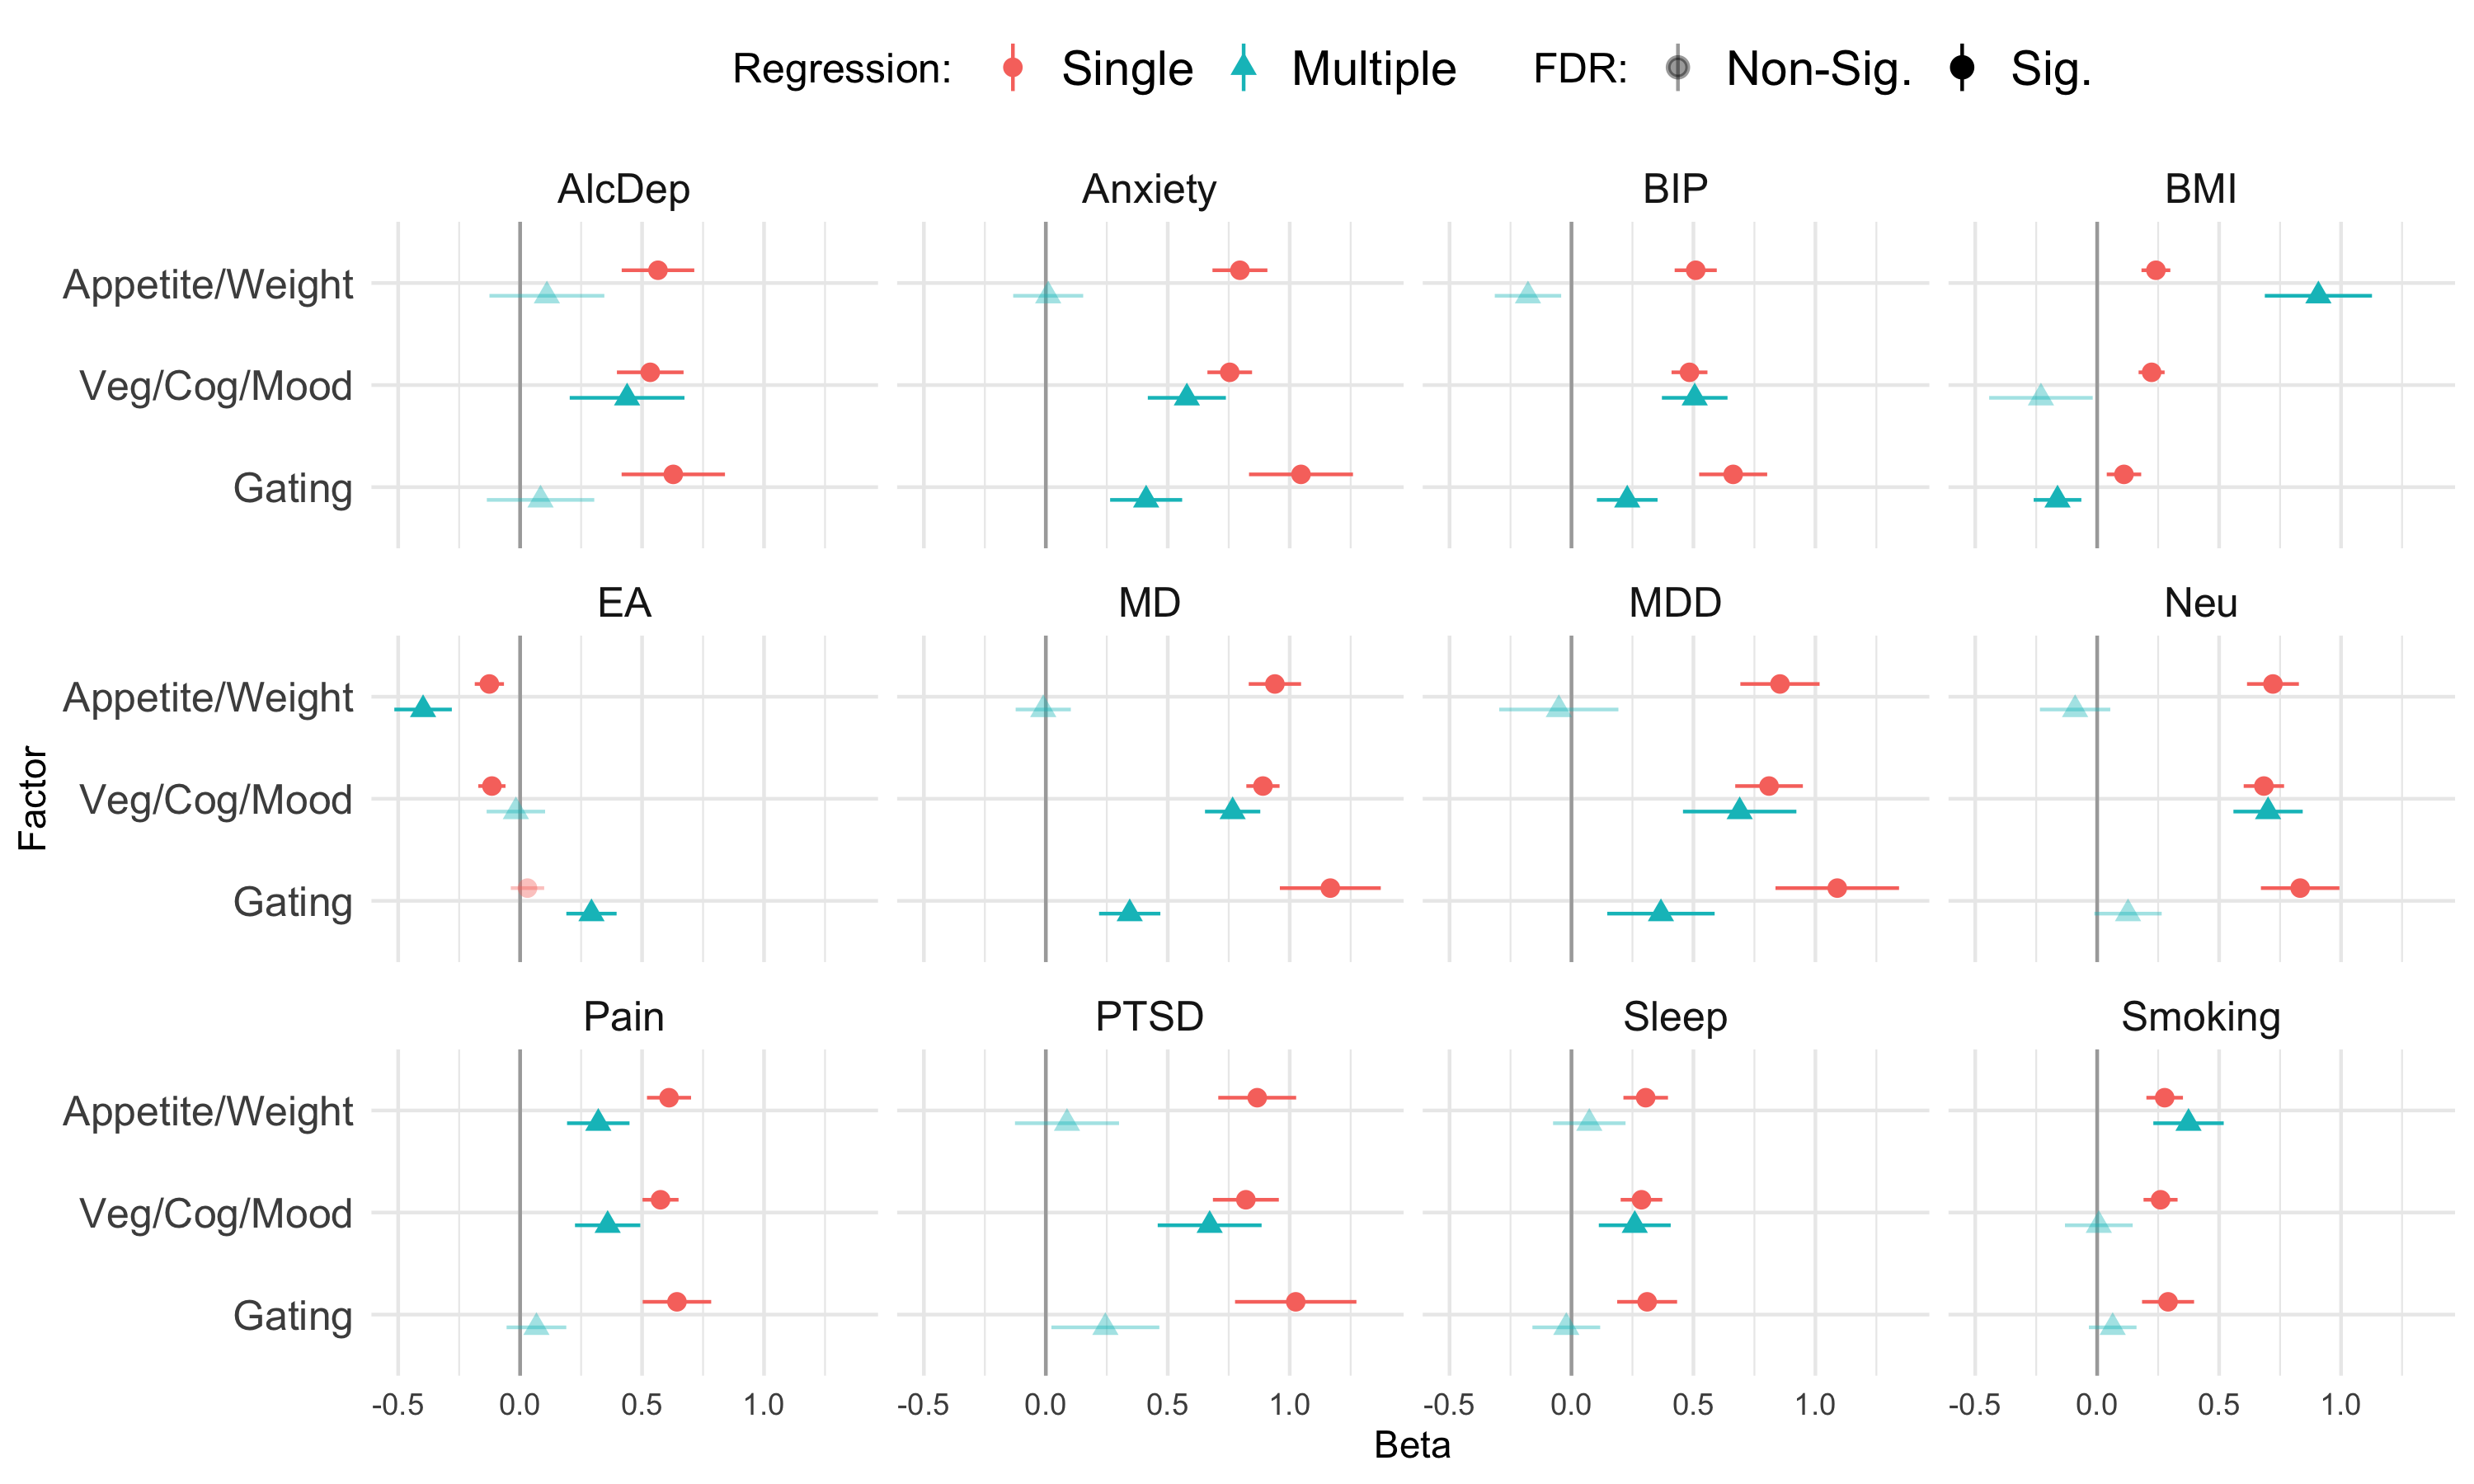 Regression: Single Multiple FDR: Non-Sig. Sig.
AlcDep Anxiety BIP BMI
Appetite/Weight
Veg/Cog/Mood
Gating
EA MD MDD Neu
Appetite/Weight
Veg/Cog/Mood
Gating
Factor
Pain PTSD Sleep Smoking
Appetite/Weight
Veg/Cog/Mood
Gating
-0.5 0.0 0.5 1.0 -0.5 0.0 0.5 1.0 -0.5 0.0 0.5 1.0 -0.5 0.0 0.5 1.0
Beta